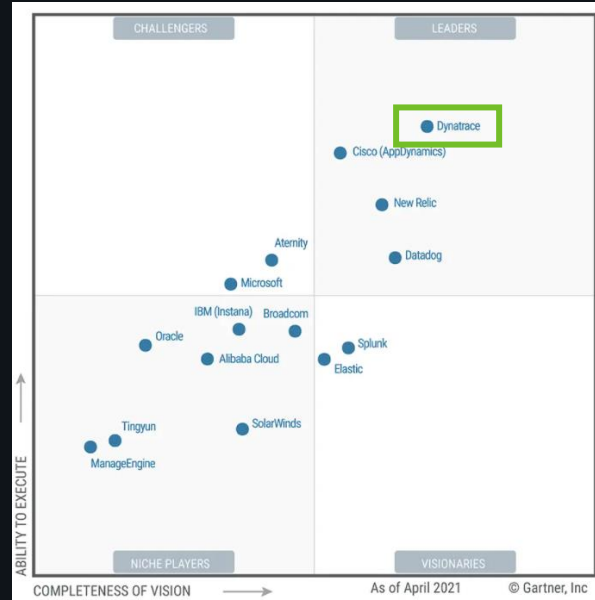 CHALLENGERS
LEADERS
Dynatrace
Cisco (AppDynamics)
New Relic
Aternity
Datadog
Microsoft
IBM (Instana)
Broadcom
Oracle
Splunk
Alibaba Cloud
Elastic
SolarWinds
Tingyun
ManageEngine
ABILITY TO EXECUTE
NICHE PLAYERS
VISIONARIES
COMPLETENESS OF VISION
As of April 2021
© Gartner, Inc